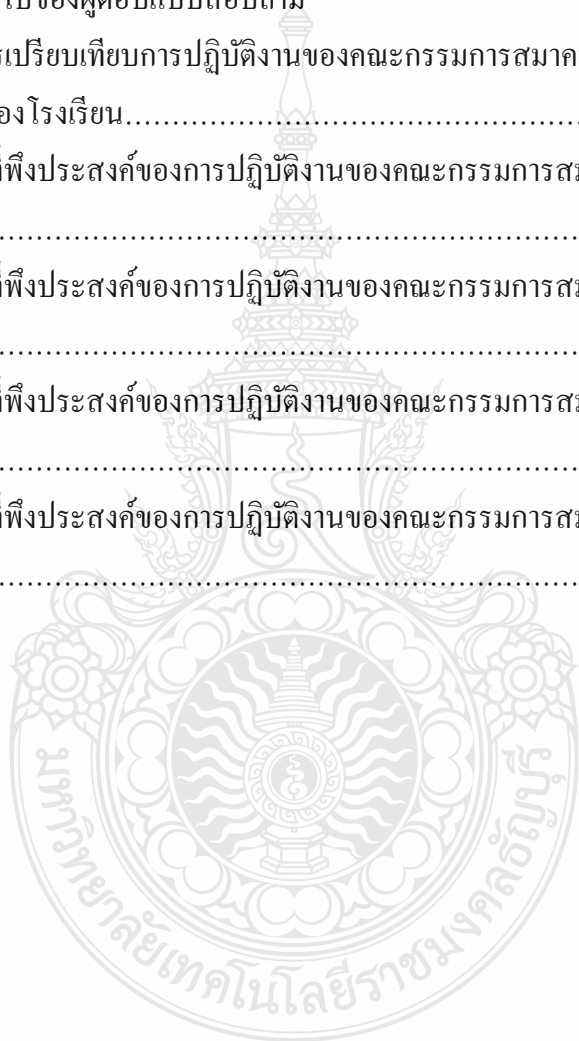 ไปของผู้ตอบแบบสอบถาม
รเปรียบเทียบการปฏิบัติงานของคณะกรรมการสมาค
องโรงเรียน................................................
ที่พึงประสงค์ของการปฏิบัติงานของคณะกรรมการสม
............................................................
ที่พึงประสงค์ของการปฏิบัติงานของคณะกรรมการสม
............................................................
ที่พึงประสงค์ของการปฏิบัติงานของคณะกรรมการสม
............................................................
ที่พึงประสงค์ของการปฏิบัติงานของคณะกรรมการสม
............................................................
มหาวิทยาลัยเทคโนโลยีราชมงคลธัญบุรี